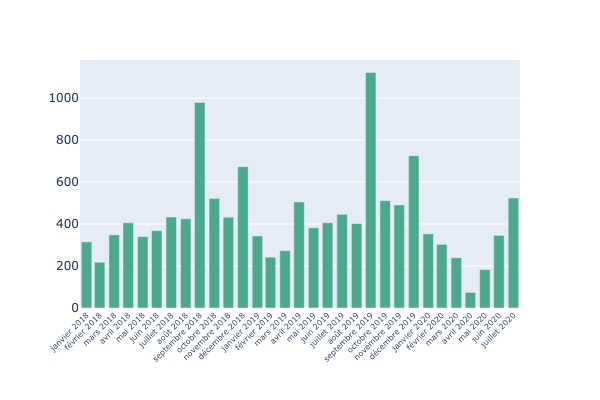 1000
800
600
400
200
0
janvier 2018
février 2018
mars 2018
avril 2018
mai 2018
juin 2018
juillet 2018
août 2018
septembre 2018
octobre 2018
novembre 2018
décembre 2018
janvier 2019
février 2019
mars 2019
avril 2019
mai 2019
juin 2019
juillet 2019
août 2019
septembre 2019
octobre 2019
novembre 2019
décembre 2019
janvier 2020
février 2020
mars 2020
avril 2020
mai 2020
juin 2020
juillet 2020